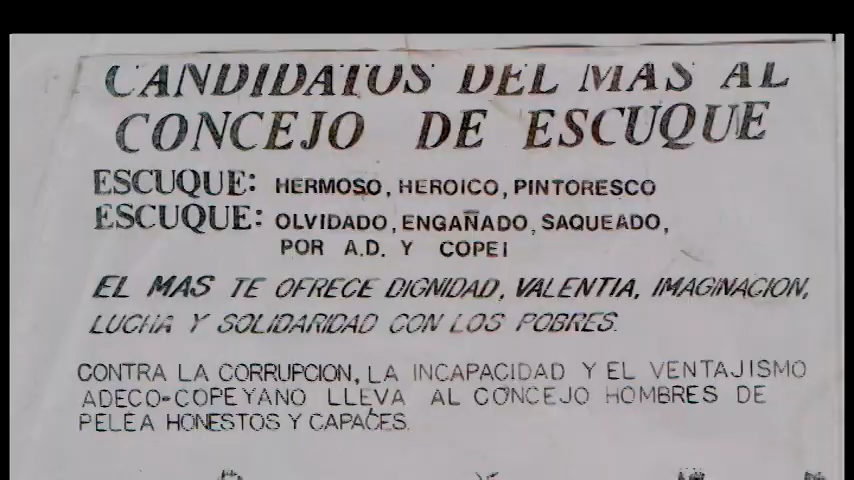 CANDIDATOS DEL MAS AL
CONCEJO DE ESCUQUE
ESCUQUE: HERMOSO, HEROICO, PINTORESCO
ESCUQUE: OLVIDADO, ENGAÑADO, SAQUEADO,
POR A.D. Y COPEI
EL MAS TE OFRECE DIGNIDAD, VALENTIA, IMAGINACION,
LUCHA Y SOLIDARIDAD CON LOS POBRES.
CONTRA LA CORRUPCION, LA INCAPACIDAD Y EL VENTAJISMO
ADECO-COPEYANO LLEVA AL CONCEJO HOMBRES DE
PELEA HONESTOS Y CAPACES.